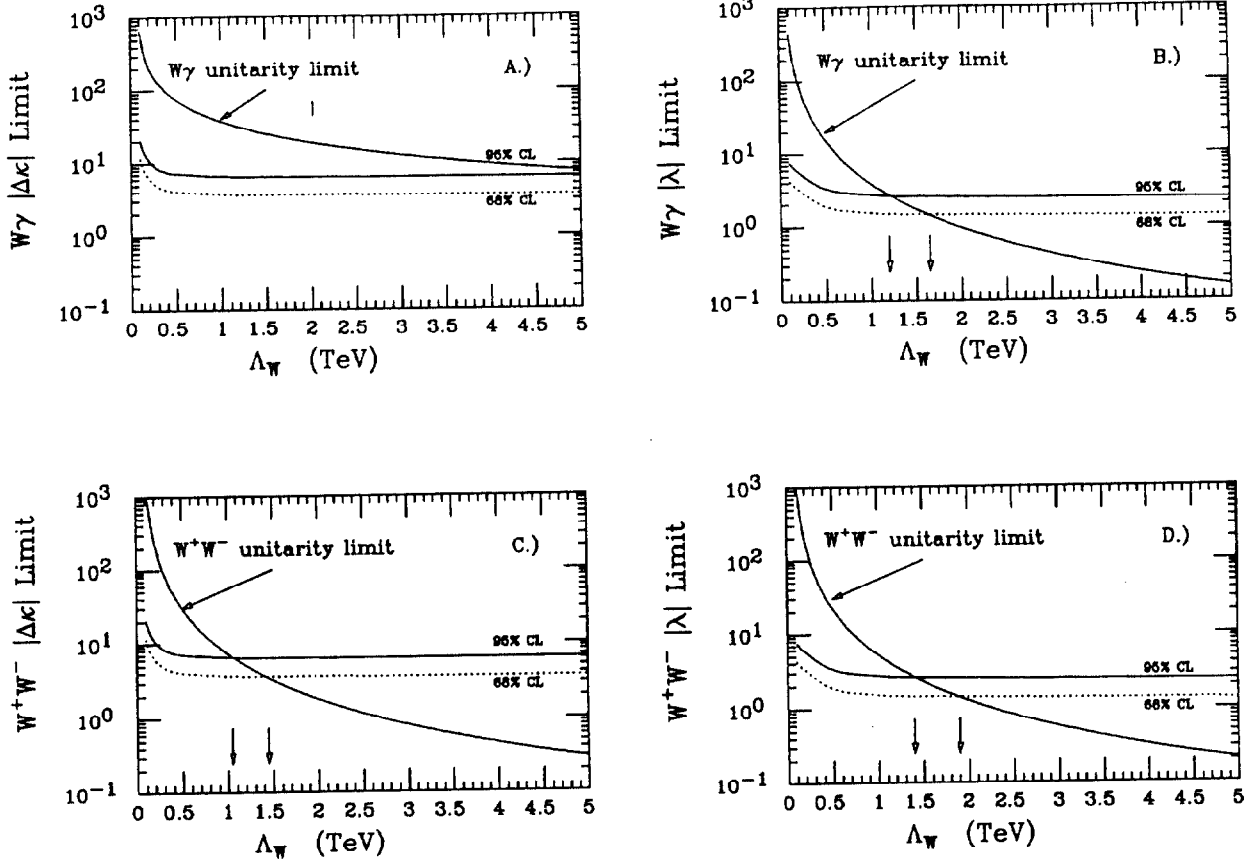 10³
10²
10¹
10⁰
10⁻¹
Wγ |Δκ| Limit
Wγ unitarity limit
A.)
95% CL
68% CL
0 0.5 1 1.5 2 2.5 3 3.5 4 4.5 5
Λ_W (TeV)
10³
10²
10¹
10⁰
10⁻¹
Wγ |λ| Limit
Wγ unitarity limit
B.)
95% CL
68% CL
0 0.5 1 1.5 2 2.5 3 3.5 4 4.5 5
Λ_W (TeV)
10³
10²
10¹
10⁰
10⁻¹
W⁺W⁻ |Δκ| Limit
W⁺W⁻ unitarity limit
C.)
95% CL
68% CL
0 0.5 1 1.5 2 2.5 3 3.5 4 4.5 5
Λ_W (TeV)
10³
10²
10¹
10⁰
10⁻¹
W⁺W⁻ |λ| Limit
W⁺W⁻ unitarity limit
D.)
95% CL
68% CL
0 0.5 1 1.5 2 2.5 3 3.5 4 4.5 5
Λ_W (TeV)